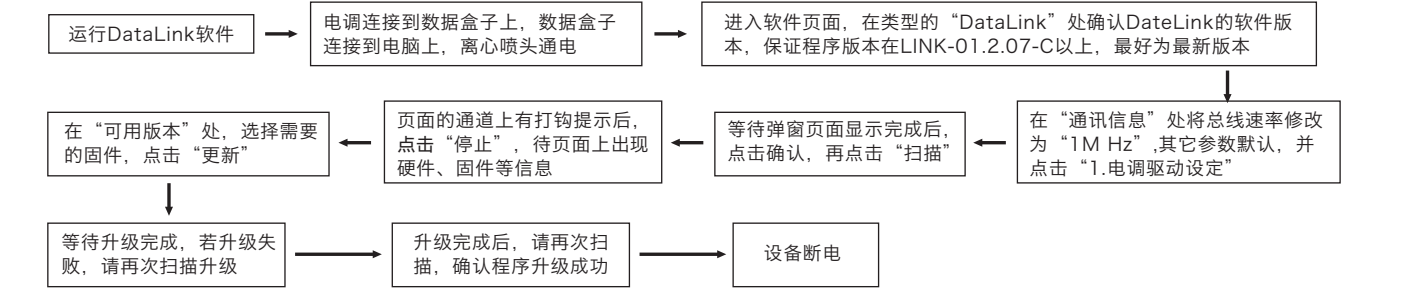 运行DataLink软件
电调连接到数据盒子上，数据盒子
连接到电脑上，离心喷头通电
进入软件页面，在类型的“DataLink”处确认DateLink的软件版
本，保证程序版本在LINK-01.2.07-C以上，最好为最新版本
在“通讯信息”处将总线速率修改
为“1M Hz”,其它参数默认，并
点击“1.电调驱动设定”
等待弹窗页面显示完成后，
点击确认，再点击“扫描”
页面的通道上有打钩提示后，
点击“停止”，待页面上出现
硬件、固件等信息
在“可用版本”处，选择需要
的固件，点击“更新”
等待升级完成，若升级失
败，请再次扫描升级
升级完成后，请再次扫
描，确认程序升级成功
设备断电